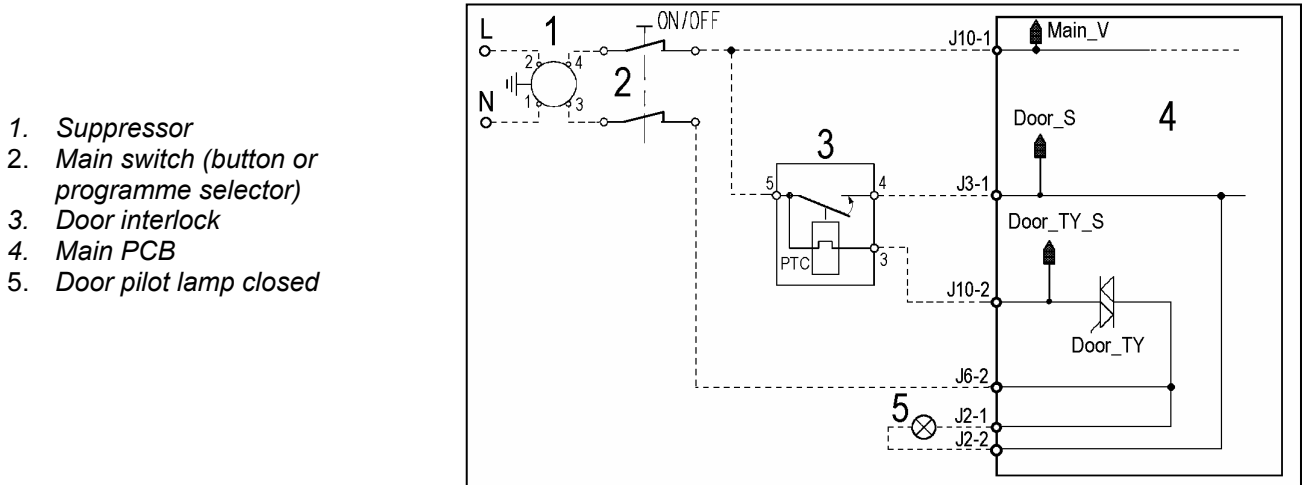 1. Suppressor
2. Main switch (button or
programme selector)
3. Door interlock
4. Main PCB
5. Door pilot lamp closed
L
1
ON/OFF
J10-1
Main_V
2
4
2
N
1
3
Door_S
4
3
5
4
J3-1
Door_TY_S
PTC
3
J10-2
Door_TY
J6-2
5
J2-1
J2-2